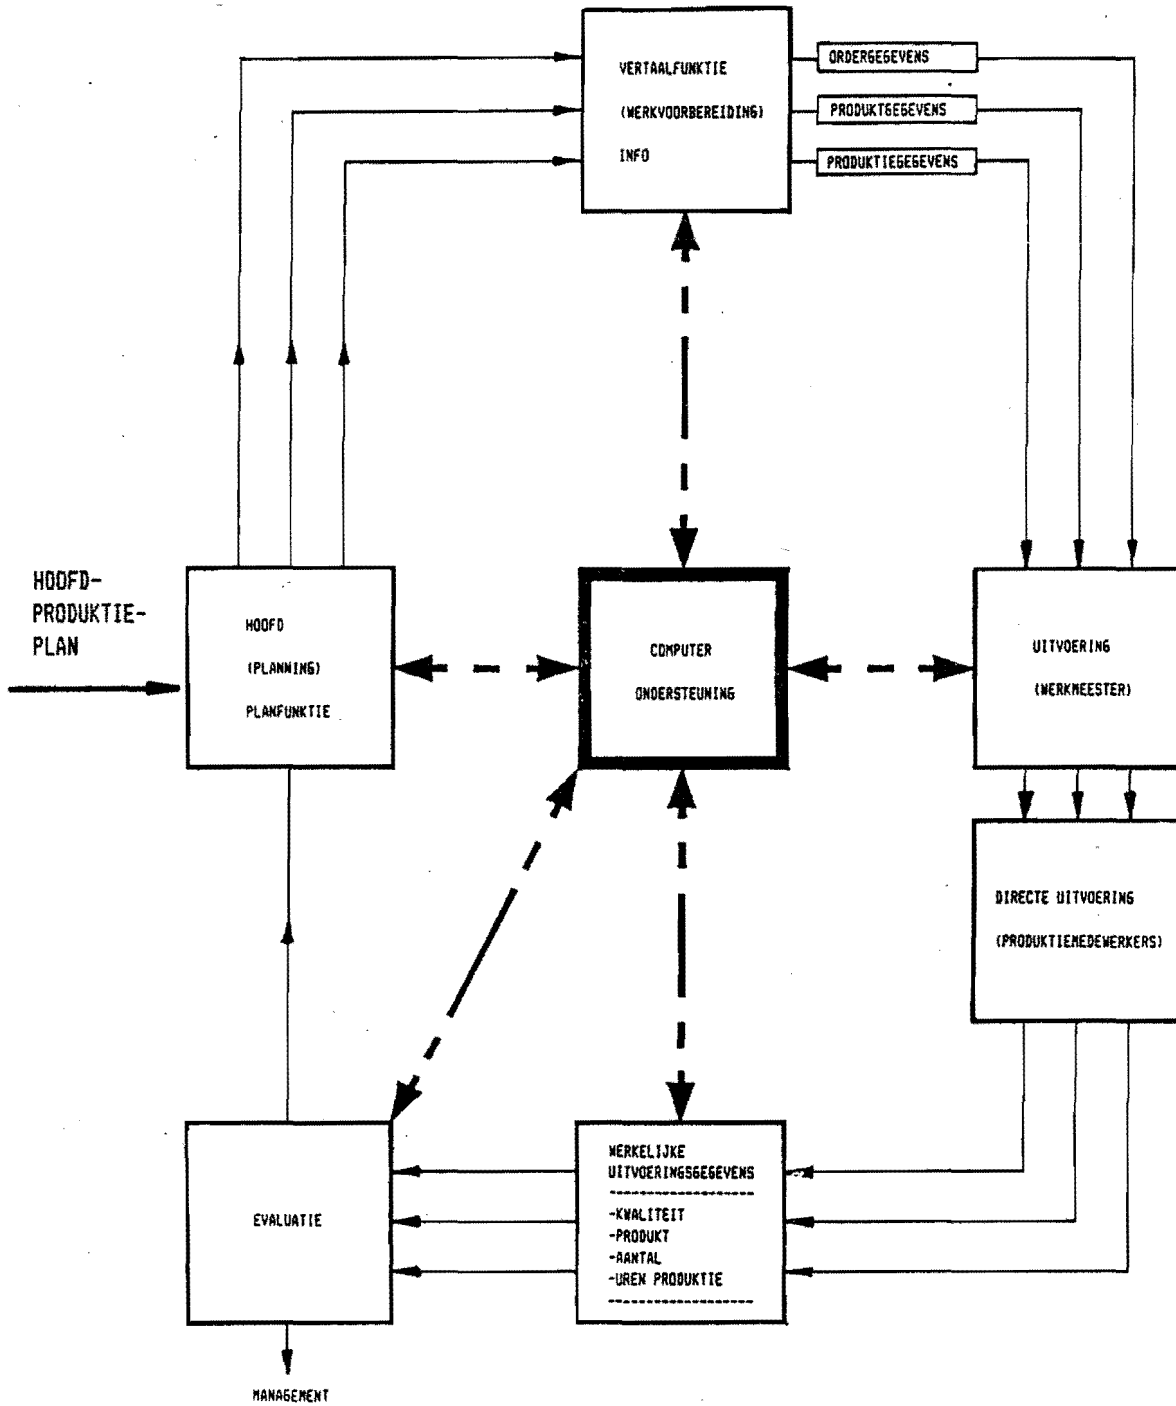 VERTAALFUNKTIE
(WERKVOORBEREIDING)
INFO
ORDERGEGEVENS
PRODUKTGEGEVENS
PRODUKTIEGEGEVENS
HOOFD-
PRODUKTIE-
PLAN
HOOFD
(PLANNING)
PLANFUNKTIE
COMPUTER
ONDERSTEUNING
UITVOERING
(WERKMEESTER)
DIRECTE UITVOERING
(PRODUKTIEMEDEWERKERS)
EVALUATIE
WERKELIJKE
UITVOERINGSGEGEVENS
---------------------
-KWALITEIT
-PRODUKT
-AANTAL
-UREN PRODUKTIE
---------------------
MANAGEMENT